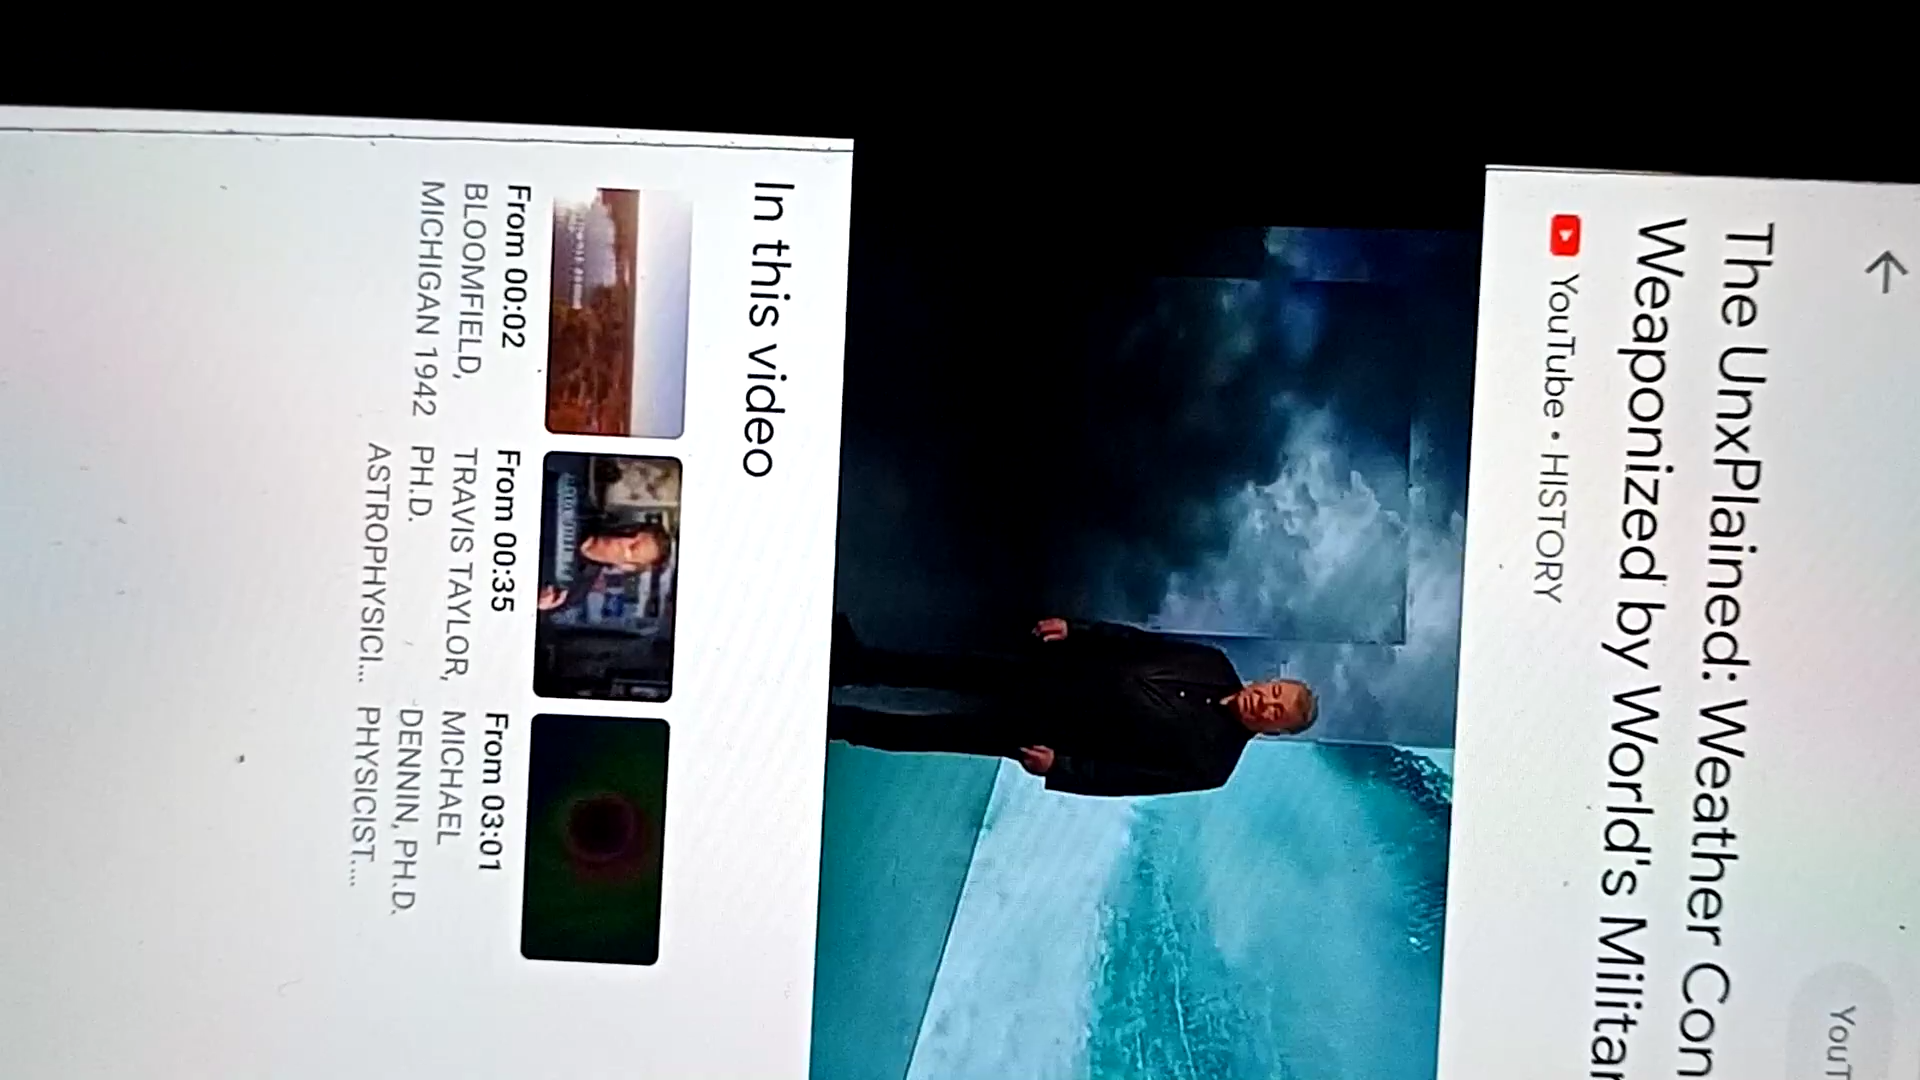 The UnxPlained: Weather Con
Weaponized by World's Militar
YouTube • HISTORY
In this video
From 00:02
BLOOMFIELD,
MICHIGAN 1942
From 00:35
TRAVIS TAYLOR,
PH.D.
ASTROPHYSICI...
From 03:01
MICHAEL
DENNIN, PH.D.
PHYSICIST....
YouT